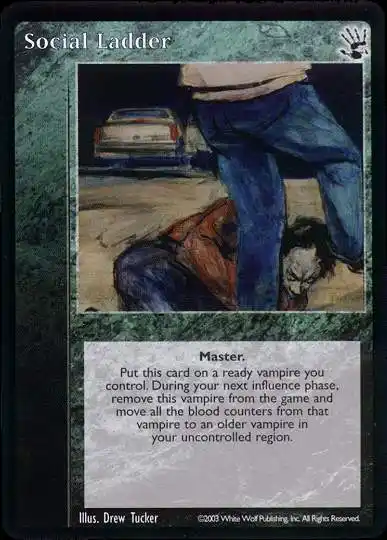 Social Ladder
Master.
Put this card on a ready vampire you
control. During your next influence phase,
remove this vampire from the game and
move all the blood counters from that
vampire to an older vampire in
your uncontrolled region.
Illus. Drew Tucker
©2003 White Wolf Publishing, Inc. All Rights Reserved.